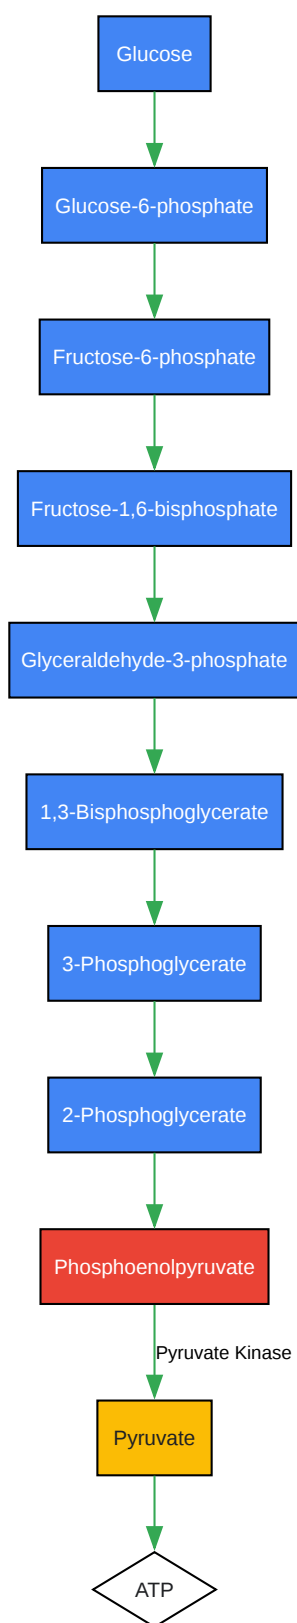 Glucose
Glucose-6-phosphate
Fructose-6-phosphate
Fructose-1,6-bisphosphate
Glyceraldehyde-3-phosphate
1,3-Bisphosphoglycerate
3-Phosphoglycerate
2-Phosphoglycerate
Phosphoenolpyruvate
Pyruvate Kinase
Pyruvate
ATP